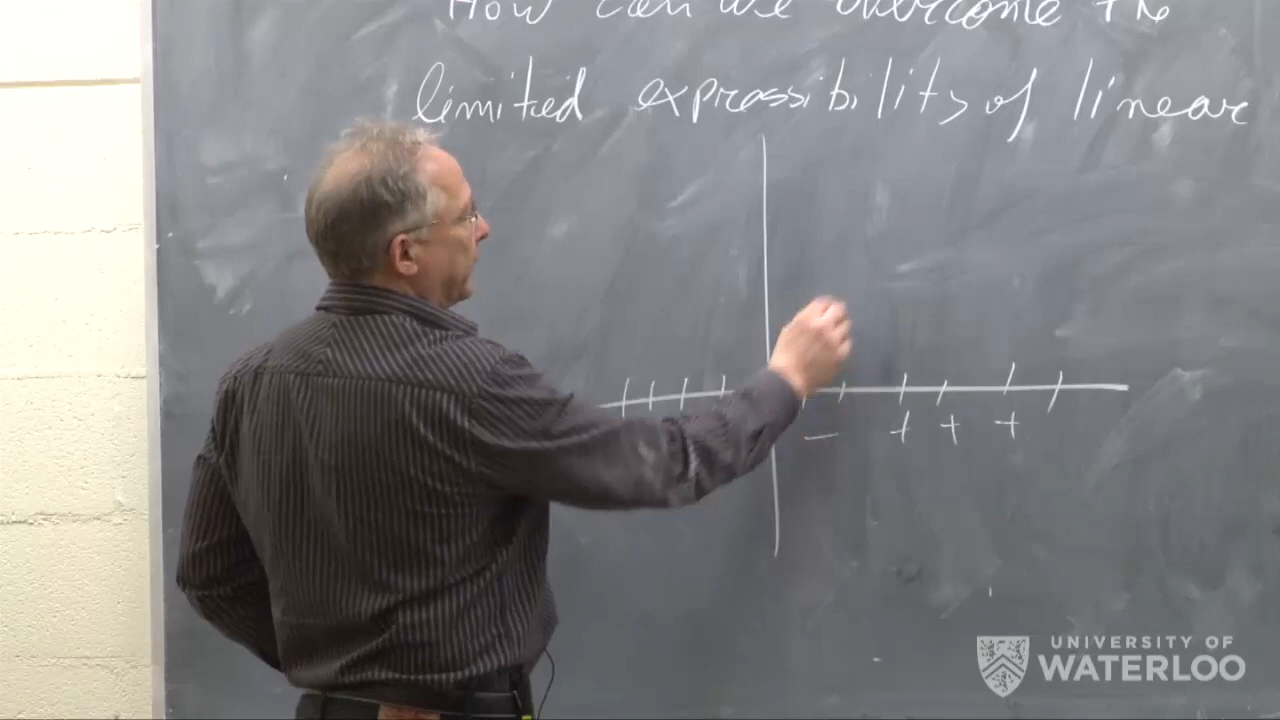 How can we overcome the
limited expressibility of linear
- + + +
UNIVERSITY OF
WATERLOO